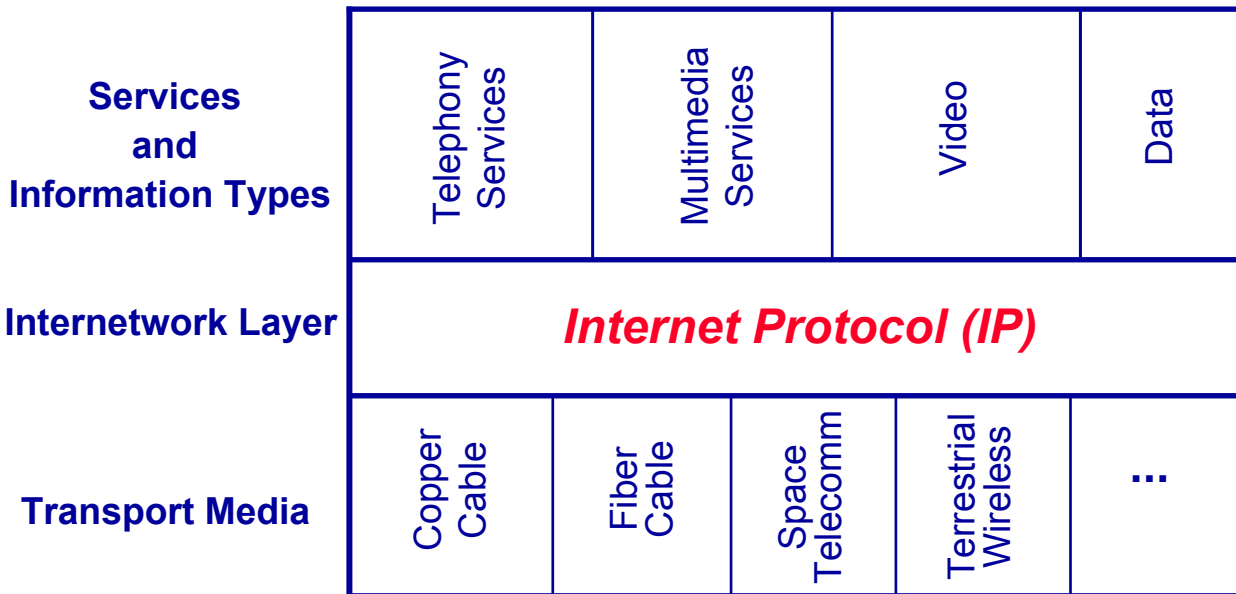 Services
and
Information Types
Telephony
Services
Multimedia
Services
Video
Data
Internetwork Layer
Internet Protocol (IP)
Transport Media
Copper
Cable
Fiber
Cable
Space
Telecomm
Terrestrial
Wireless
...